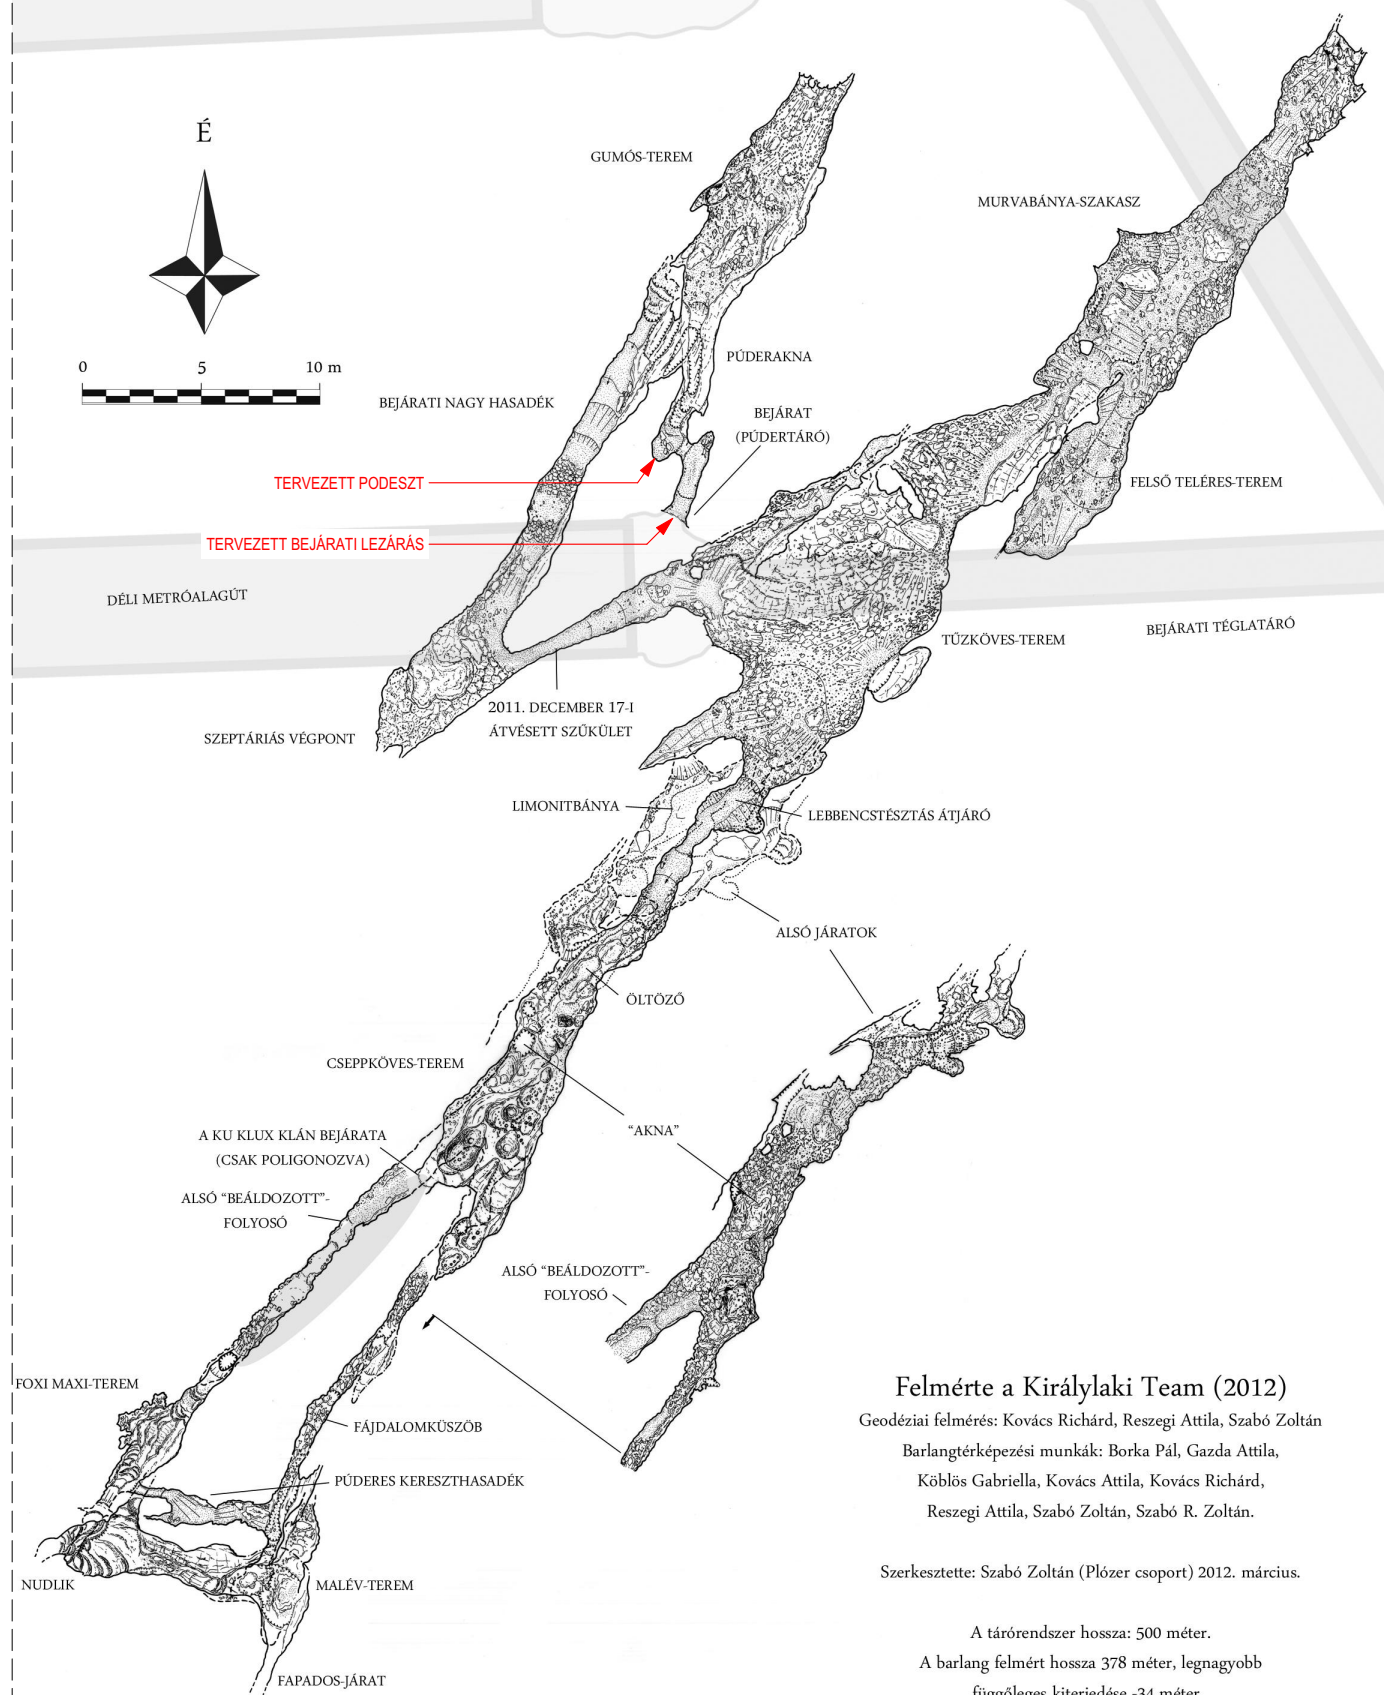 É
GUMÓS-TEREM
MURVABÁNYA-SZAKASZ
0 5 10 m
PÚDERAKNA
BEJÁRATI NAGY HASADÉK
BEJÁRAT
(PÚDERTÁRÓ)
TERVEZETT PODESZT
FELSŐ TELÉRES-TEREM
TERVEZETT BEJÁRATI LEZÁRÁS
DÉLI METRÓALAGÚT
BEJÁRATI TÉGLATÁRÓ
TŰZKÖVES-TEREM
2011. DECEMBER 17-I
ÁTVÉSETT SZŰKÜLET
SZEPTÁRIÁS VÉGPONT
LIMONITBÁNYA
LEBBENCSTÉSZTÁS ÁTJÁRÓ
ALSÓ JÁRATOK
ÖLTÖZŐ
CSEPPKÖVES-TEREM
"AKNA"
A KU KLUX KLÁN BEJÁRATA
(CSAK POLIGONOZVA)
ALSÓ "BEÁLDOZOTT"-
FOLYOSÓ
ALSÓ "BEÁLDOZOTT"-
FOLYOSÓ
FOXI MAXI-TEREM
FÁJDALOMKÜSZÖB
PÚDERES KERESZTHASADÉK
NUDLIK
MALÉV-TEREM
FAPADOS-JÁRAT
Felmérte a Királylaki Team (2012)
Geodéziai felmérés: Kovács Richárd, Reszegi Attila, Szabó Zoltán
Barlangtérképezési munkák: Borka Pál, Gazda Attila,
Köblös Gabriella, Kovács Attila, Kovács Richárd,
Reszegi Attila, Szabó Zoltán, Szabó R. Zoltán.
Szerkesztette: Szabó Zoltán (Plózer csoport) 2012. március.
A tárórendszer hossza: 500 méter.
A barlang felmért hossza 378 méter, legnagyobb
függőleges kiterjedése -34 méter